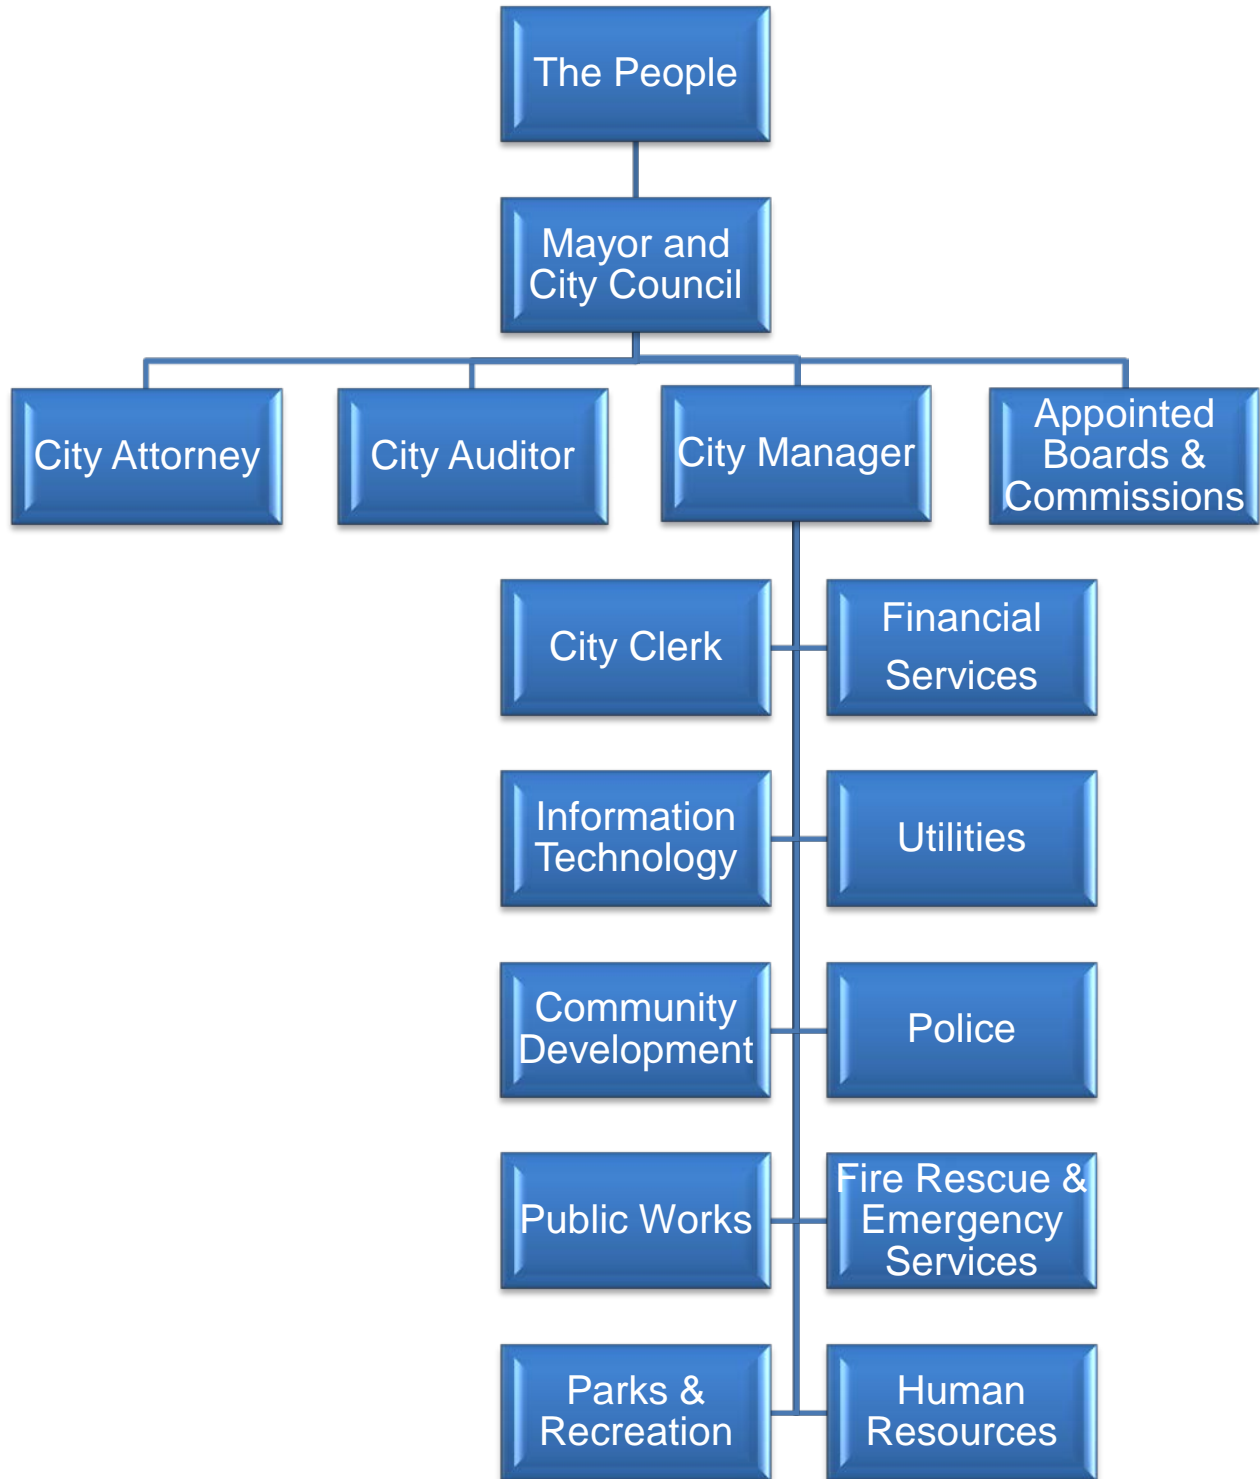 The People
Mayor and
City Council
City Attorney
City Auditor
City Manager
Appointed
Boards &
Commissions
City Clerk
Financial
Services
Information
Technology
Utilities
Community
Development
Police
Public Works
Fire Rescue &
Emergency
Services
Parks &
Recreation
Human
Resources